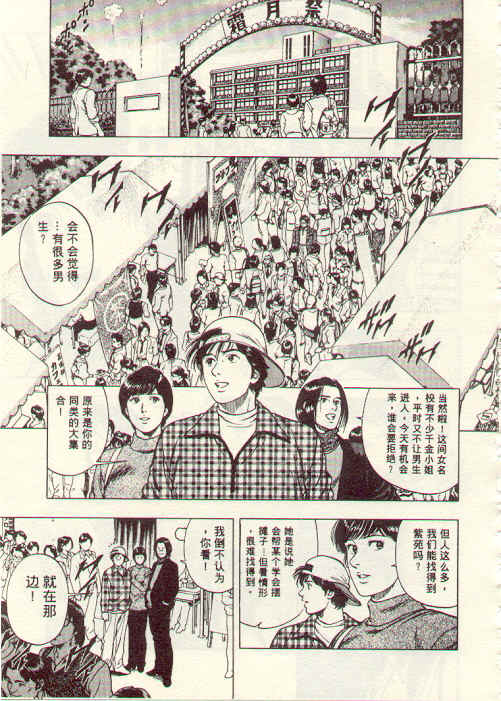 霜月祭
会不会觉得
…有很多男
生?
当然啦!这间女名
校有不少千金小姐
,平时又不让男生
进入,今天有机会
来,谁会要拒绝?
原来是你的
同类的大集
合!
但人这么多,
我们能找得到
紫苑吗?
她是说她
会帮某个学会摆
摊子…但看情形
,很难找得到。
我倒不认为
,你看!
就在那
边!